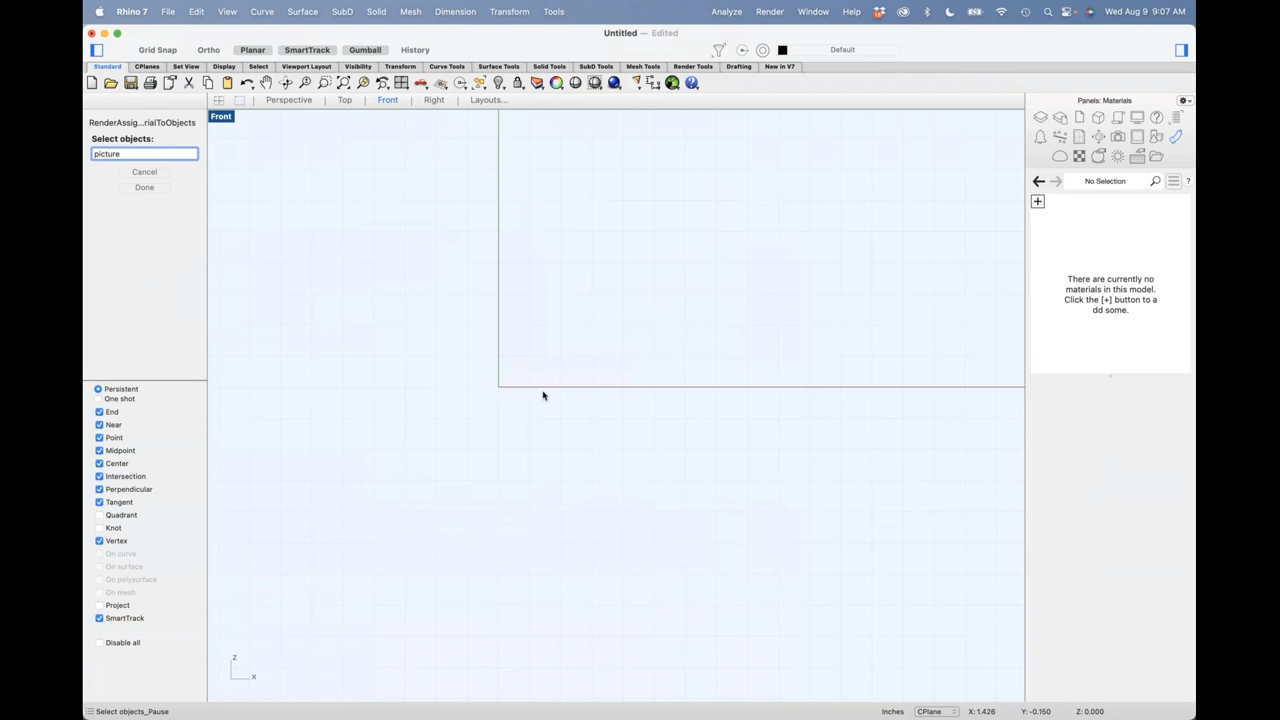 Rhino 7 File Edit View Curve Surface SubD Solid Mesh Dimension Transform Tools Analyze Render Window Help Wed Aug 9 9:07 AM
Untitled — Edited
Grid Snap Ortho Planar SmartTrack Gumball History Default
Standard CPlanes Set View Display Select Viewport Layout Visibility Transform Curve Tools Surface Tools Solid Tools SubD Tools Mesh Tools Render Tools Drafting New in V7
Perspective Top Front Right Layouts... Panels: Materials
Front
RenderAssig...rialToObjects
Select objects:
picture
Cancel
Done
No Selection
?
There are currently no
materials in this model.
Click the [+] button to a
dd some.
Persistent
One shot
End
Near
Point
Midpoint
Center
Intersection
Perpendicular
Tangent
Quadrant
Knot
Vertex
On curve
On surface
On polysurface
On mesh
Project
SmartTrack
Disable all
z
x
Select objects_Pause Inches CPlane X: 1.426 Y: -0.150 Z: 0.000